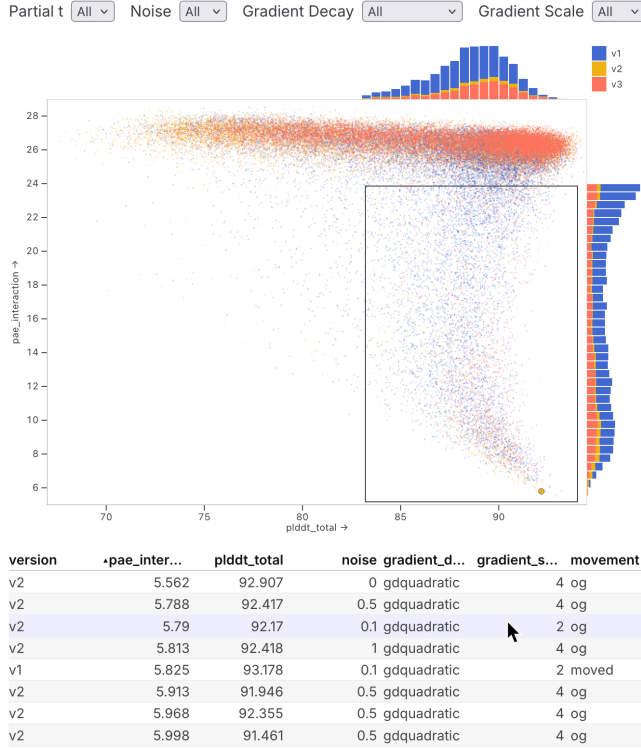 Partial t All Noise All Gradient Decay All Gradient Scale All
v1
v2
v3
28
26
24
22
20
18
16
14
12
10
8
6
pae_interaction →
70 75 80 85 90
plddt_total →
version ▴pae_inter... plddt_total noise gradient_d... gradient_s... movement
v2 5.562 92.907 0 gdquadratic 4 og
v2 5.788 92.417 0.5 gdquadratic 4 og
v2 5.79 92.17 0.1 gdquadratic 2 og
v2 5.813 92.418 1 gdquadratic 4 og
v1 5.825 93.178 0.1 gdquadratic 2 moved
v2 5.913 91.946 0.5 gdquadratic 4 og
v2 5.968 92.355 0.5 gdquadratic 4 og
v2 5.998 91.461 0.5 gdquadratic 4 og